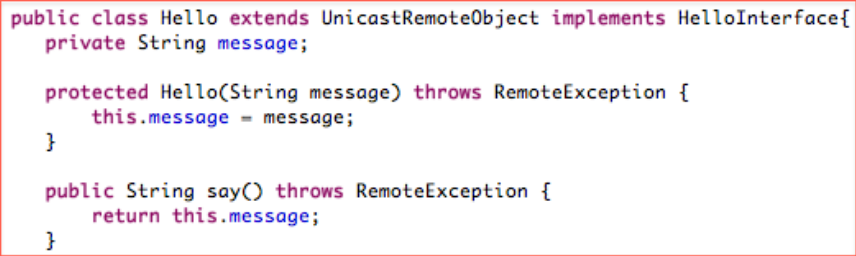 public class Hello extends UnicastRemoteObject implements HelloInterface{
private String message;
protected Hello(String message) throws RemoteException {
this.message = message;
}
public String say() throws RemoteException {
return this.message;
}